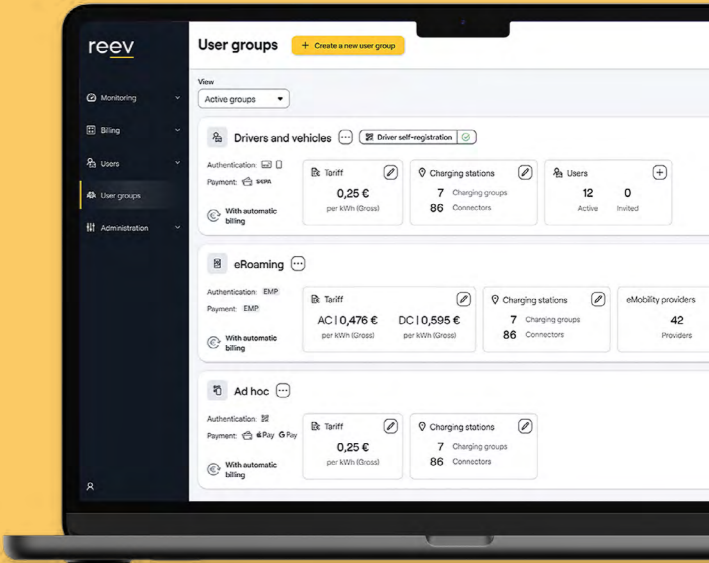 reev
User groups
+ Create a new user group
View
Active groups
Monitoring
Billing
Users
User groups
Administration
Drivers and vehicles
Driver self-registration
Authentication:
Payment: SEPA
With automatic
billing
Tariff
0,25 €
per kWh (Gross)
Charging stations
7 Charging groups
86 Connectors
Users
12 0
Active Invited
eRoaming
Authentication: EMP
Payment: EMP
With automatic
billing
Tariff
AC | 0,476 € DC | 0,595 €
per kWh (Gross) per kWh (Gross)
Charging stations
7 Charging groups
86 Connectors
eMobility providers
42
Providers
Ad hoc
Authentication:
Payment: Pay G Pay
With automatic
billing
Tariff
0,25 €
per kWh (Gross)
Charging stations
7 Charging groups
86 Connectors